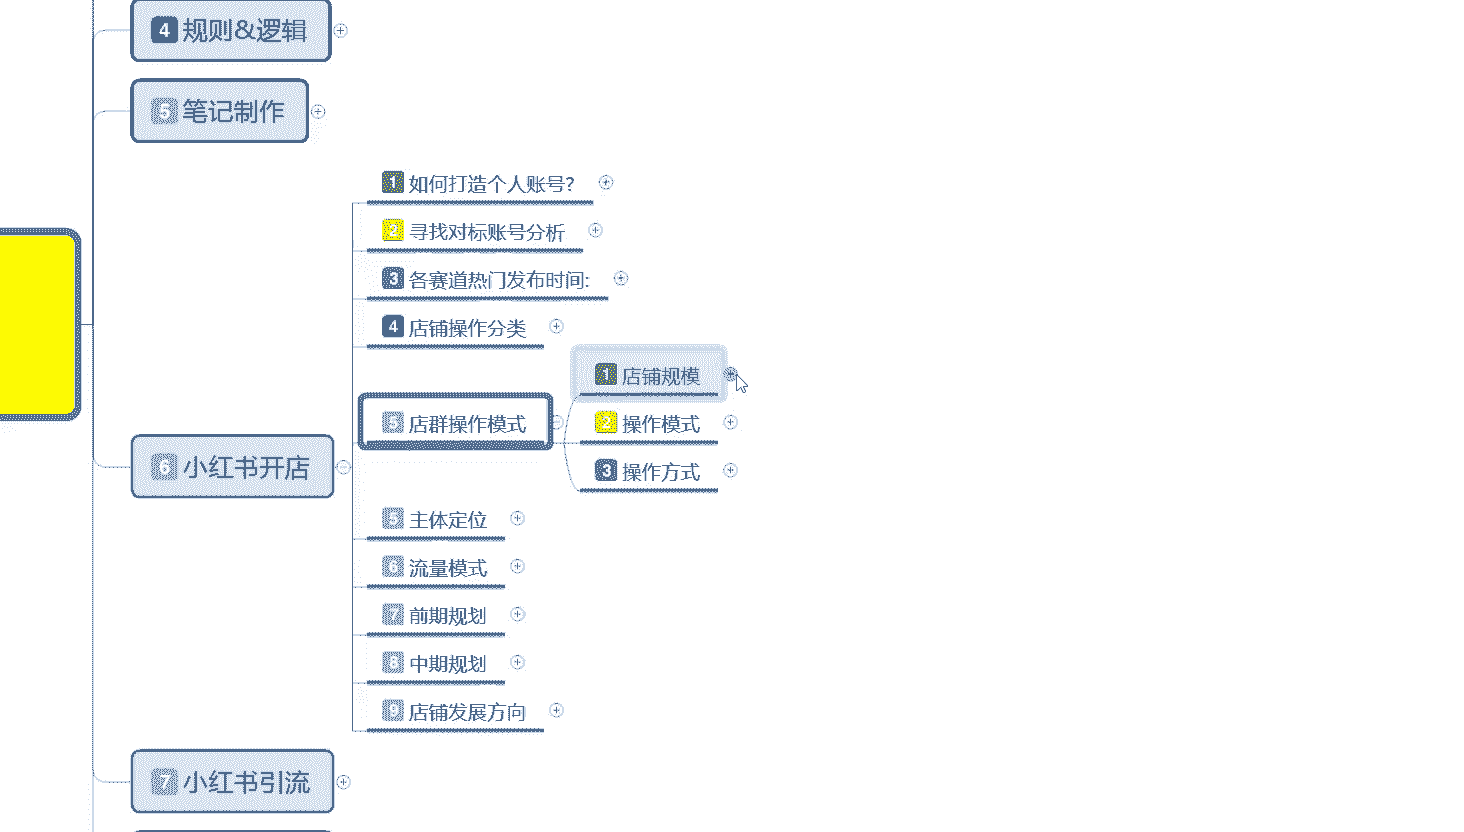 4 规则&逻辑
5 笔记制作
1 如何打造个人账号?
2 寻找对标账号分析
3 各赛道热门发布时间:
4 店铺操作分类
1 店铺规模
5 店群操作模式
2 操作模式
3 操作方式
6 小红书开店
5 主体定位
6 流量模式
7 前期规划
8 中期规划
9 店铺发展方向
7 小红书引流